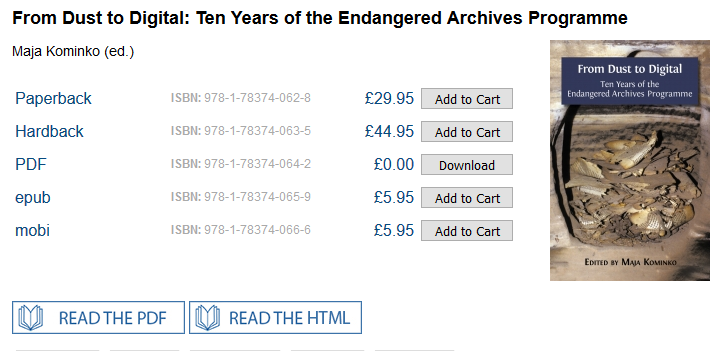 From Dust to Digital: Ten Years of the Endangered Archives Programme
Maja Kominko (ed.)
Paperback ISBN: 978-1-78374-062-8 £29.95 Add to Cart
Hardback ISBN: 978-1-78374-063-5 £44.95 Add to Cart
PDF ISBN: 978-1-78374-064-2 £0.00 Download
epub ISBN: 978-1-78374-065-9 £5.95 Add to Cart
mobi ISBN: 978-1-78374-066-6 £5.95 Add to Cart
From Dust to Digital
Ten Years of the
Endangered Archives Programme
Edited by Maja Kominko
READ THE PDF READ THE HTML